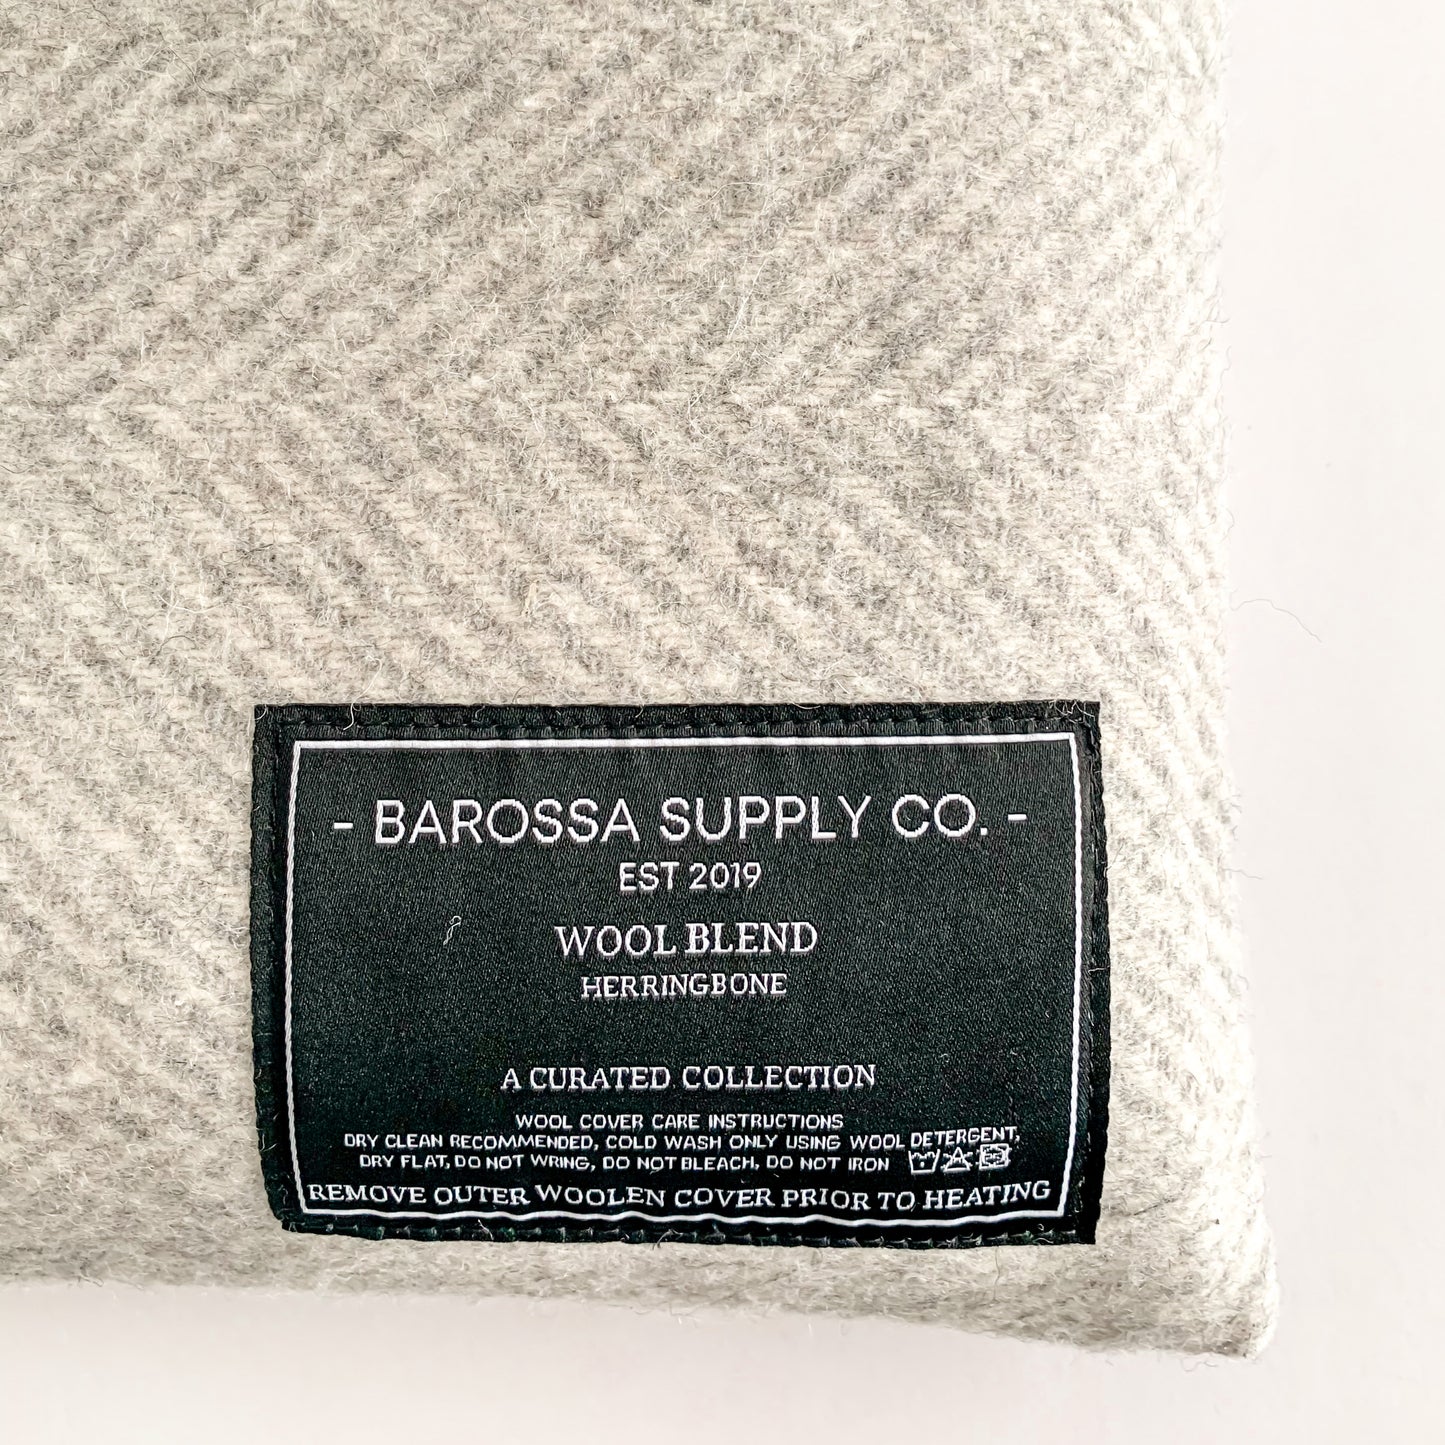 - BAROSSA SUPPLY CO. -
EST 2019
WOOL BLEND
HERRINGBONE
A CURATED COLLECTION
WOOL COVER CARE INSTRUCTIONS
DRY CLEAN RECOMMENDED, COLD WASH ONLY USING WOOL DETERGENT,
DRY FLAT, DO NOT WRING, DO NOT BLEACH, DO NOT IRON
REMOVE OUTER WOOLEN COVER PRIOR TO HEATING